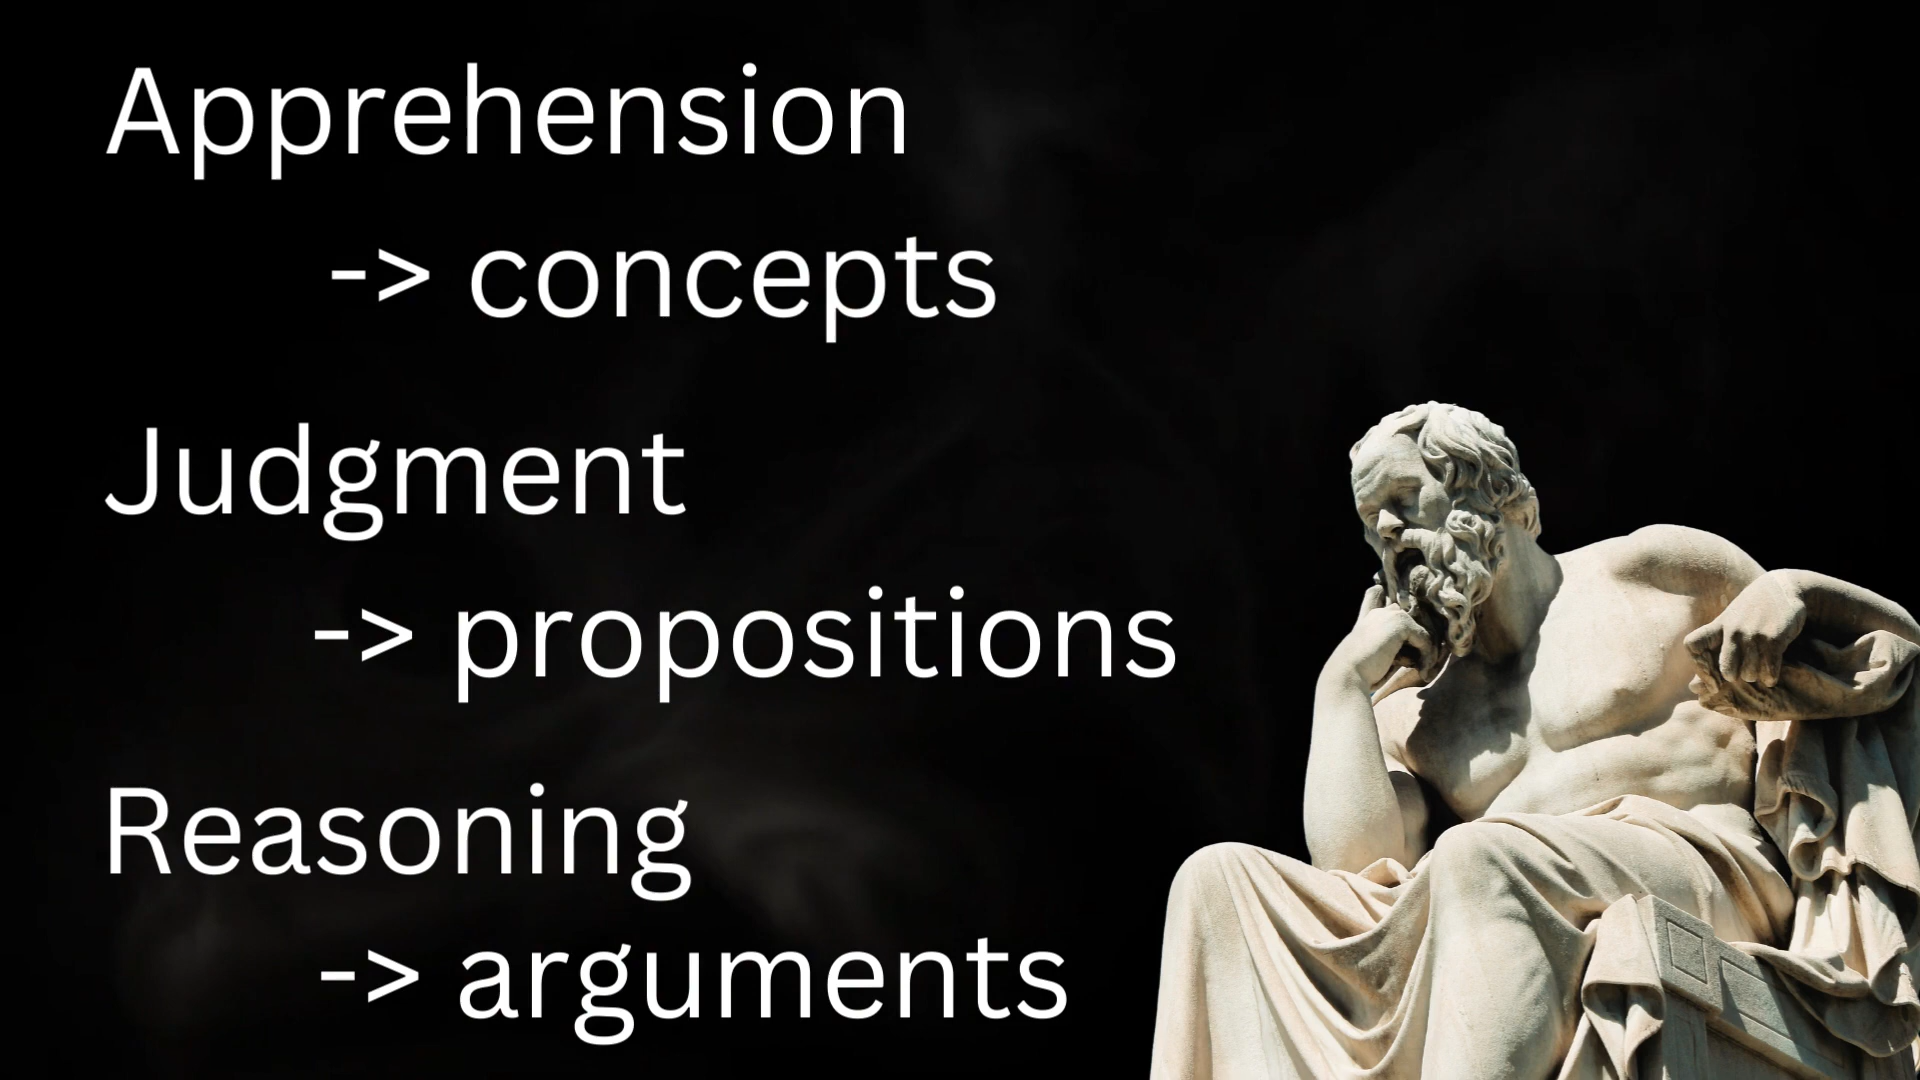 Apprehension
-> concepts
Judgment
-> propositions
Reasoning
-> arguments